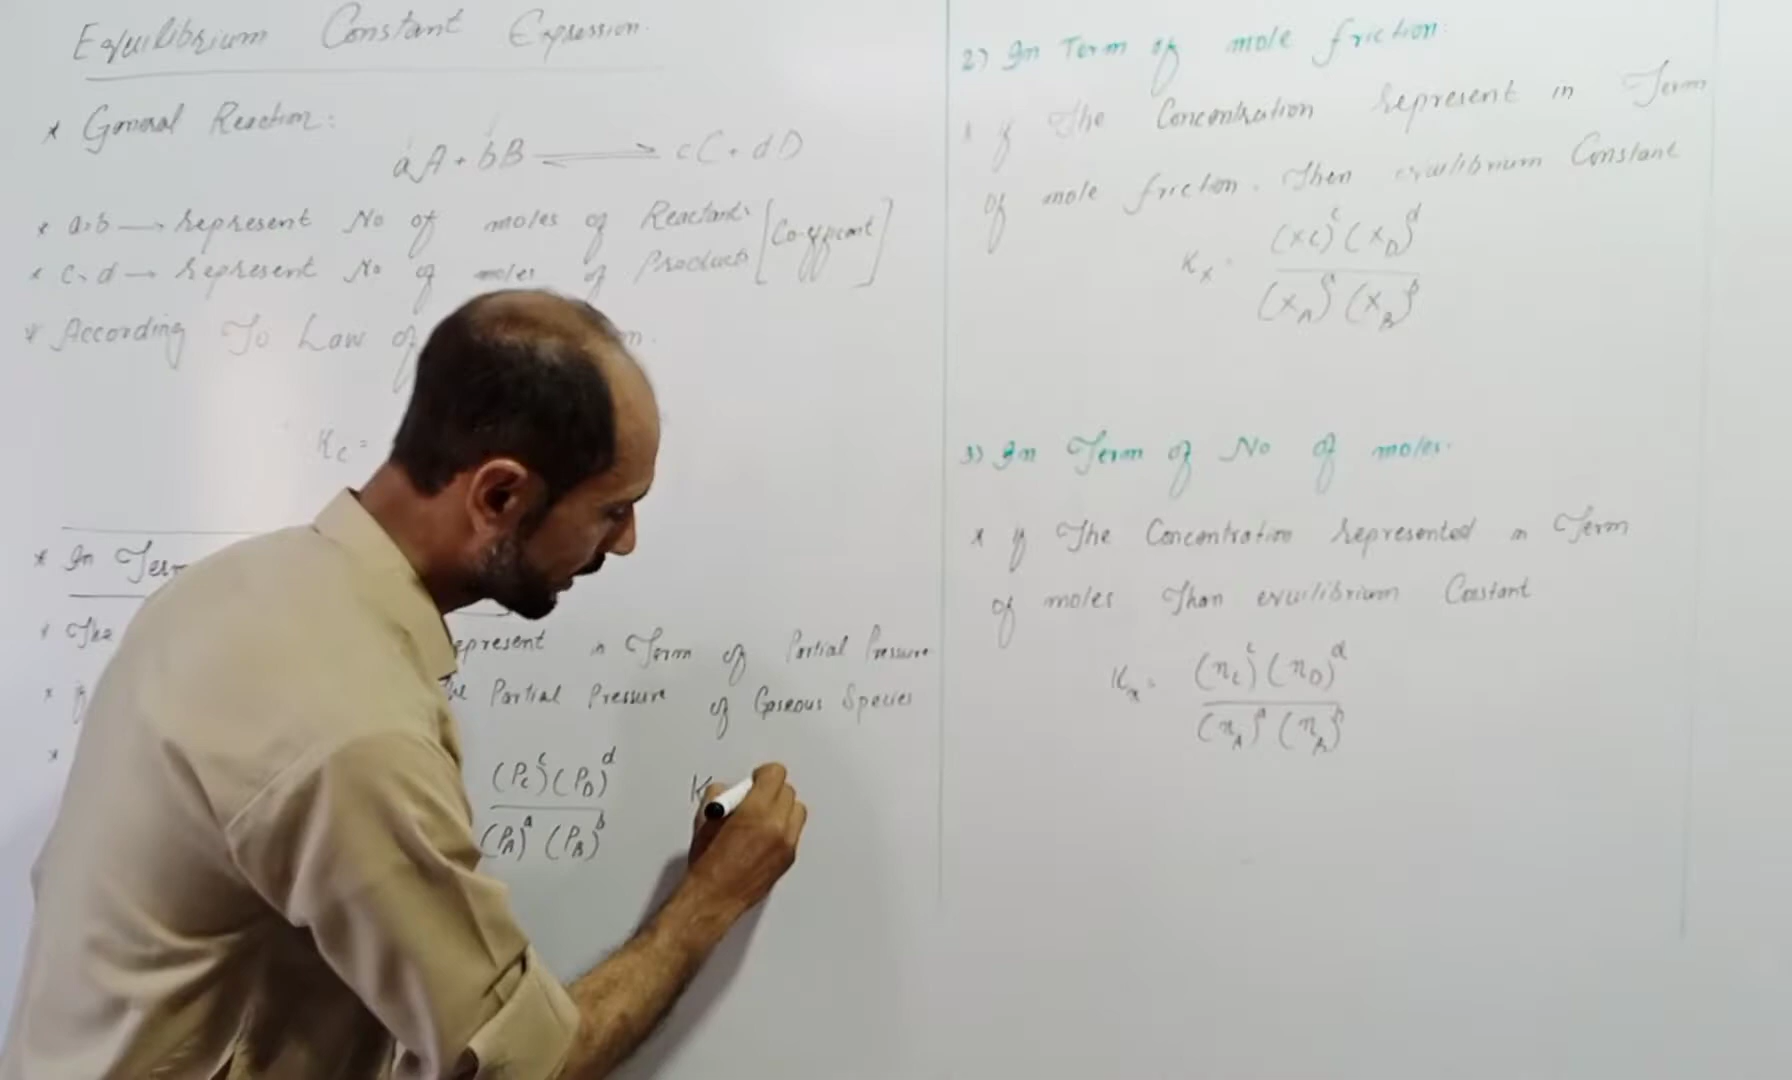 Equilibrium Constant Expression.
* General Reaction:
aA + bB ⇌ cC + dD
* a,b → represent No of moles of Reactants [Co-efficent]
* c, d → represent No of moles of Products
* According To Law of
Kc =
* In Term
* The represent in Term of Partial Pressure
* if the Partial Pressure of Gaseous Species
* (Pc)^c (PD)^d / (PA)^a (PB)^b K
2) In Term of mole friction.
* if The Concentration represent in Term
of mole friction. Then equilibrium Constant
Kx = (xC)^c (xD)^d / (xA)^a (xB)^b
3) In Term of No of moles.
* if The Concentration represented in Term
of moles Than equilibrium Costant
Kx = (nc)^c (nD)^d / (nA)^a (nB)^b